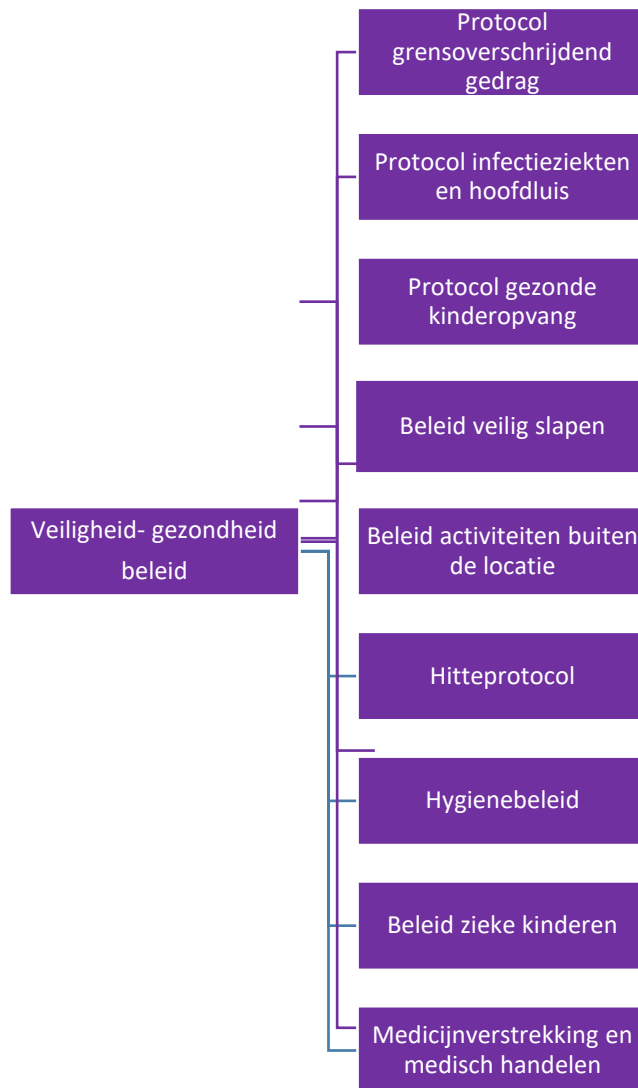 Protocol
grensoverschrijdend
gedrag
Protocol infectieziekten
en hoofdluis
Protocol gezonde
kinderopvang
Beleid veilig slapen
Veiligheid- gezondheid
beleid
Beleid activiteiten buiten
de locatie
Hitteprotocol
Hygienebeleid
Beleid zieke kinderen
Medicijnverstrekking en
medisch handelen